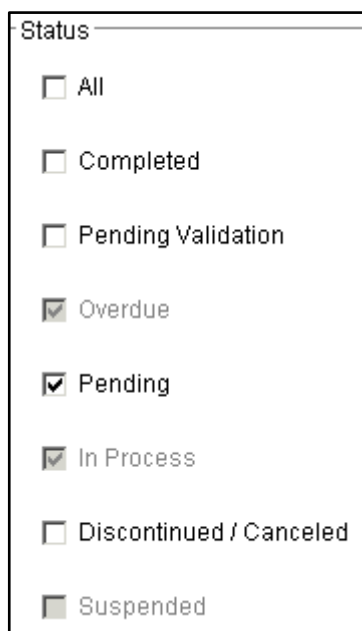 Status
All
Completed
Pending Validation
Overdue
Pending
In Process
Discontinued / Canceled
Suspended